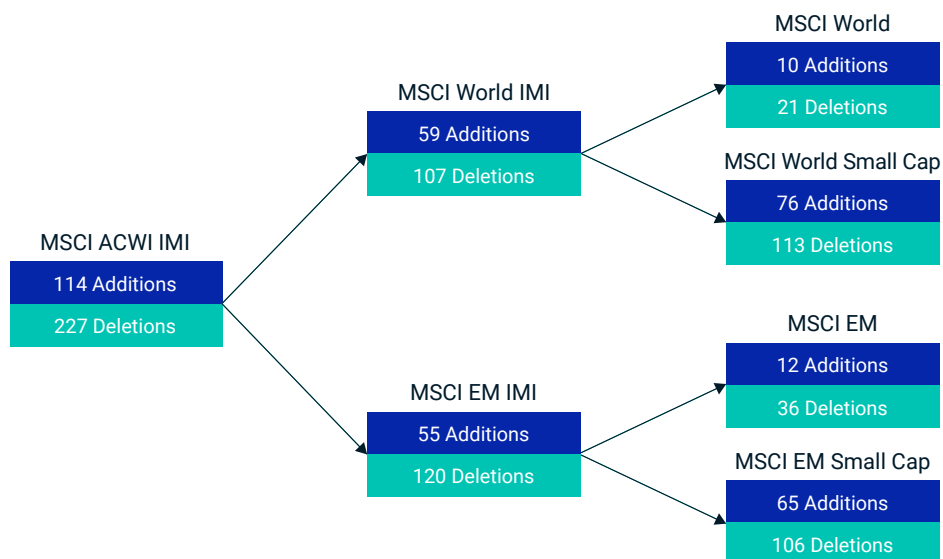 MSCI ACWI IMI
114 Additions
227 Deletions
MSCI World IMI
59 Additions
107 Deletions
MSCI EM IMI
55 Additions
120 Deletions
MSCI World
10 Additions
21 Deletions
MSCI World Small Cap
76 Additions
113 Deletions
MSCI EM
12 Additions
36 Deletions
MSCI EM Small Cap
65 Additions
106 Deletions